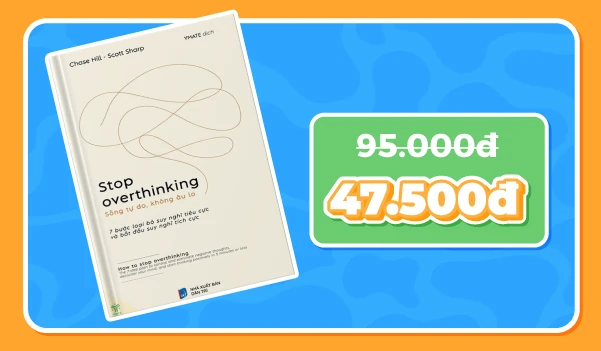 Chase Hill - Scott Sharp
YMATE dịch
Stop
overthinking
Sống tự do, không âu lo
7 bước loại bỏ suy nghĩ tiêu cực
và bắt đầu suy nghĩ tích cực
How to stop overthinking
NHÀ XUẤT BẢN
DÂN TRÍ
95.000đ
47.500đ